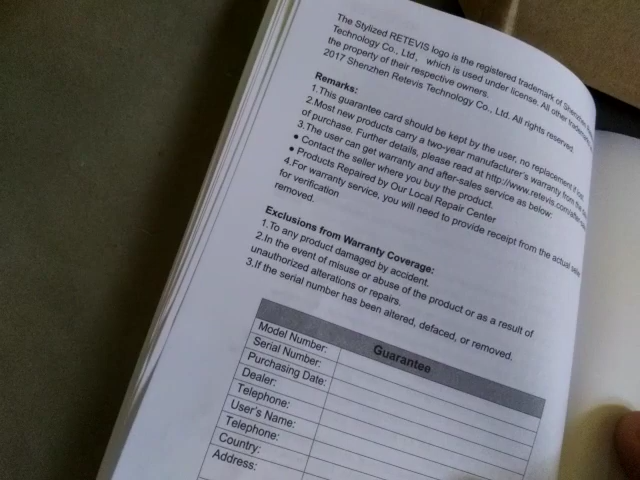 The Stylized RETEVIS logo is the registered trademark of Shenzhen
Technology Co., Ltd, which is used under license. All other
the property of their respective owners.
2017 Shenzhen Retevis Technology Co., Ltd. All rights reserved.
Remarks:
1.This guarantee card should be kept by the user, no replacement if
2.Most new products carry a two-year manufacturer's warranty from the
of purchase. Further details, please read at http://www.retevis.com/after-
3.The user can get warranty and after-sales service as below:
• Contact the seller where you buy the product.
• Products Repaired by Our Local Repair Center
4.For warranty service, you will need to provide receipt from the actual
for verification
removed.
Exclusions from Warranty Coverage:
1.To any product damaged by accident.
2.In the event of misuse or abuse of the product or as a result of
unauthorized alterations or repairs.
3.If the serial number has been altered, defaced, or removed.
Guarantee
Model Number:
Serial Number:
Purchasing Date:
Dealer:
Telephone:
User's Name:
Telephone:
Country:
Address: